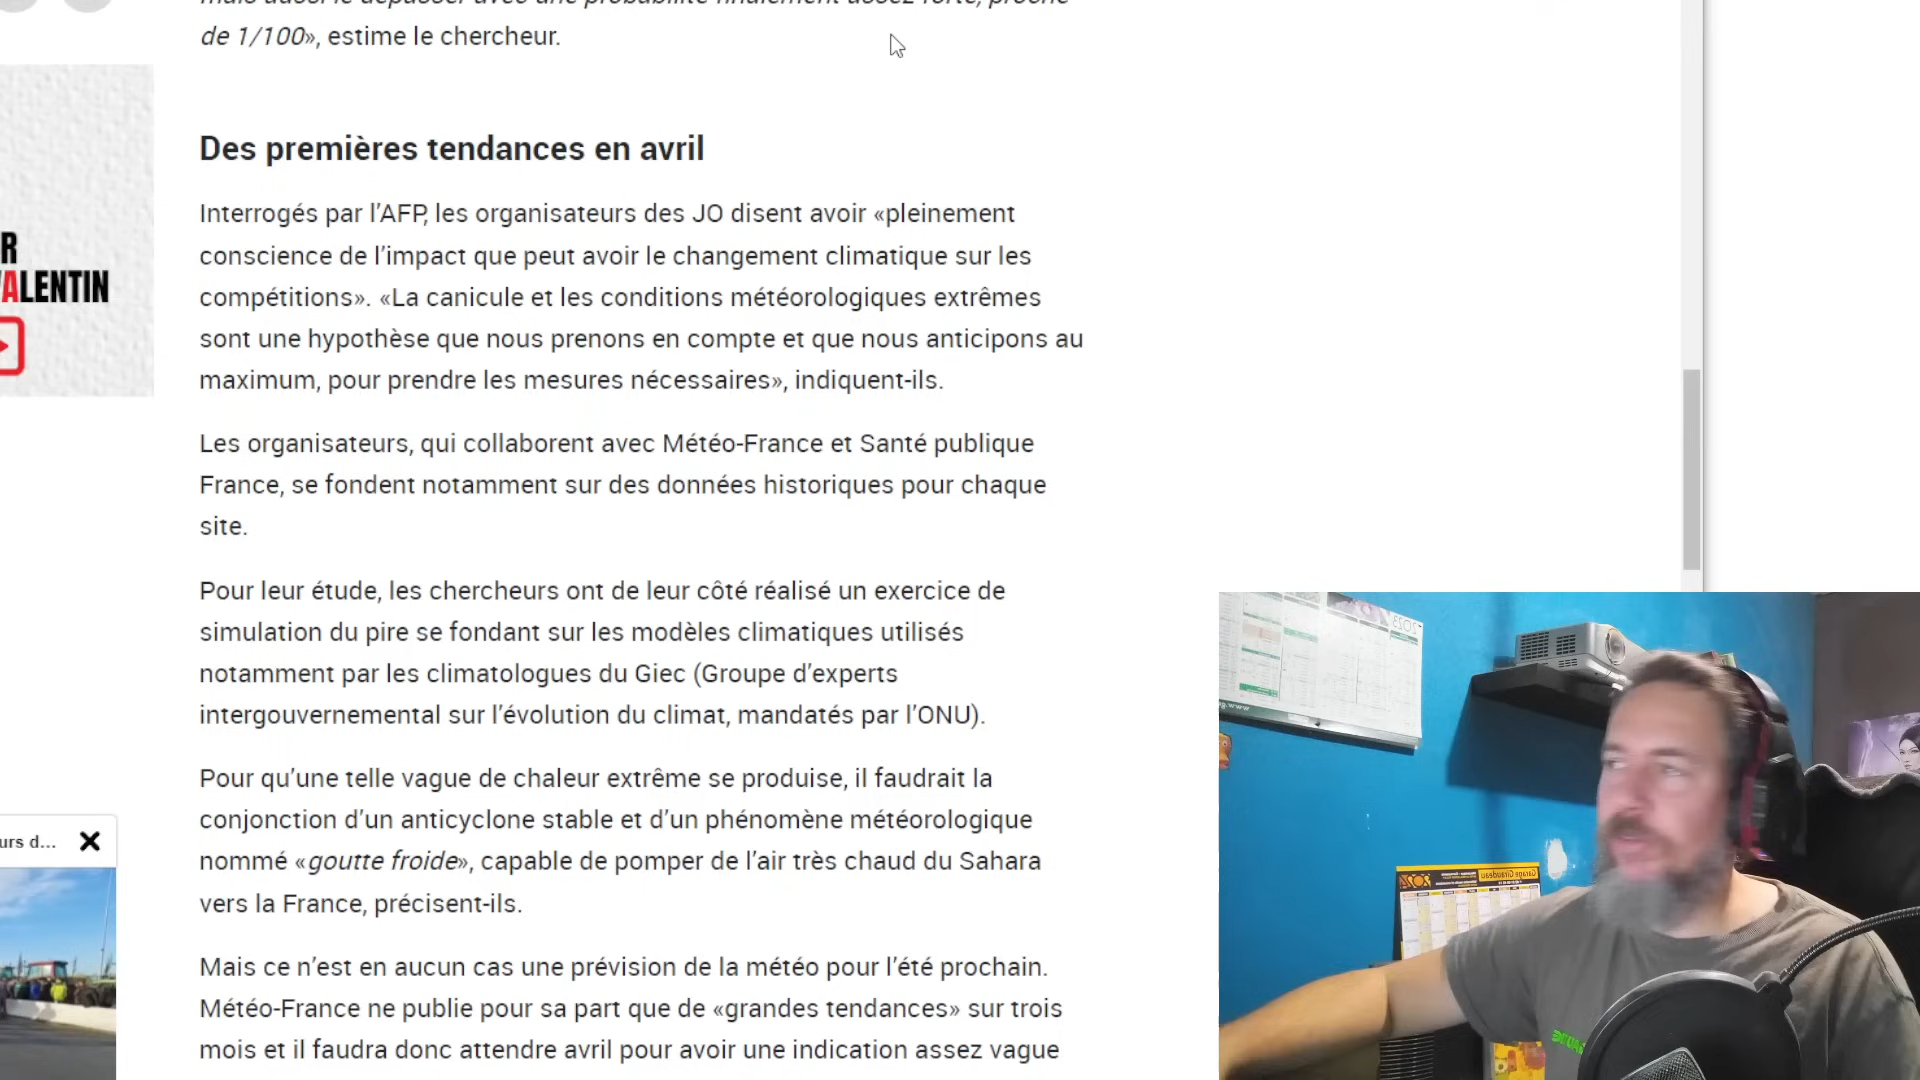 de 1/100», estime le chercheur.
Des premières tendances en avril
Interrogés par l’AFP, les organisateurs des JO disent avoir «pleinement
conscience de l’impact que peut avoir le changement climatique sur les
compétitions». «La canicule et les conditions météorologiques extrêmes
sont une hypothèse que nous prenons en compte et que nous anticipons au
maximum, pour prendre les mesures nécessaires», indiquent-ils.
Les organisateurs, qui collaborent avec Météo-France et Santé publique
France, se fondent notamment sur des données historiques pour chaque
site.
Pour leur étude, les chercheurs ont de leur côté réalisé un exercice de
simulation du pire se fondant sur les modèles climatiques utilisés
notamment par les climatologues du Giec (Groupe d’experts
intergouvernemental sur l’évolution du climat, mandatés par l’ONU).
Pour qu’une telle vague de chaleur extrême se produise, il faudrait la
conjonction d’un anticyclone stable et d’un phénomène météorologique
nommé «goutte froide», capable de pomper de l’air très chaud du Sahara
vers la France, précisent-ils.
Mais ce n’est en aucun cas une prévision de la météo pour l’été prochain.
Météo-France ne publie pour sa part que de «grandes tendances» sur trois
mois et il faudra donc attendre avril pour avoir une indication assez vague
R
VALENTIN
urs d...
2023
Garage Giraudeau